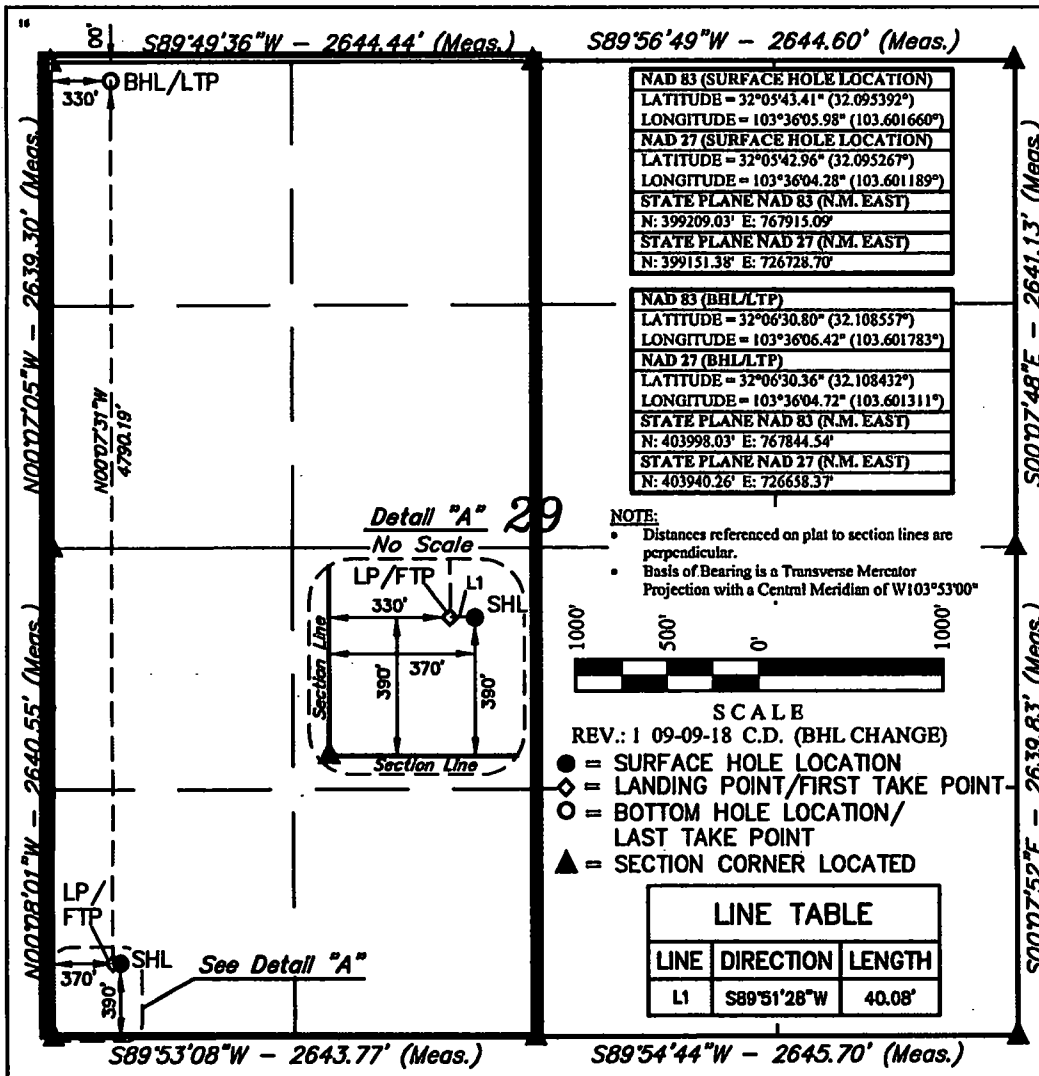 S89°49'36"W – 2644.44' (Meas.)
S89°56'49"W – 2644.60' (Meas.)
00'
330'
BHL/LTP
NAD 83 (SURFACE HOLE LOCATION)
LATITUDE = 32°05'43.41" (32.095392°)
LONGITUDE = 103°36'05.98" (103.601660°)
NAD 27 (SURFACE HOLE LOCATION)
LATITUDE = 32°05'42.96" (32.095267°)
LONGITUDE = 103°36'04.28" (103.601189°)
STATE PLANE NAD 83 (N.M. EAST)
N: 399209.03' E: 767915.09'
STATE PLANE NAD 27 (N.M. EAST)
N: 399151.38' E: 726728.70'
NAD 83 (BHL/LTP)
LATITUDE = 32°06'30.80" (32.108557°)
LONGITUDE = 103°36'06.42" (103.601783°)
NAD 27 (BHL/LTP)
LATITUDE = 32°06'30.36" (32.108432°)
LONGITUDE = 103°36'04.72" (103.601311°)
STATE PLANE NAD 83 (N.M. EAST)
N: 403998.03' E: 767844.54'
STATE PLANE NAD 27 (N.M. EAST)
N: 403940.26' E: 726658.37'
N00°07'05"W – 2639.30' (Meas.)
N00°07'31"W
4790.19'
S00°07'48"E – 2641.13' (Meas.)
29
Detail "A"
No Scale
LP/FTP
L1
SHL
330'
370'
390'
390'
Section Line
Section Line
NOTE:
• Distances referenced on plat to section lines are
perpendicular.
• Basis of Bearing is a Transverse Mercator
Projection with a Central Meridian of W103°53'00"
1000'
500'
0'
1000'
SCALE
REV.: 1 09-09-18 C.D. (BHL CHANGE)
= SURFACE HOLE LOCATION
= LANDING POINT/FIRST TAKE POINT
= BOTTOM HOLE LOCATION/
LAST TAKE POINT
= SECTION CORNER LOCATED
N00°08'01"W – 2640.55' (Meas.)
S00°07'52"E – 2639.83' (Meas.)
LP/
FTP
SHL
370'
390'
See Detail "A"
LINE TABLE
LINE DIRECTION LENGTH
L1 S89°51'28"W 40.08'
S89°53'08"W – 2643.77' (Meas.)
S89°54'44"W – 2645.70' (Meas.)